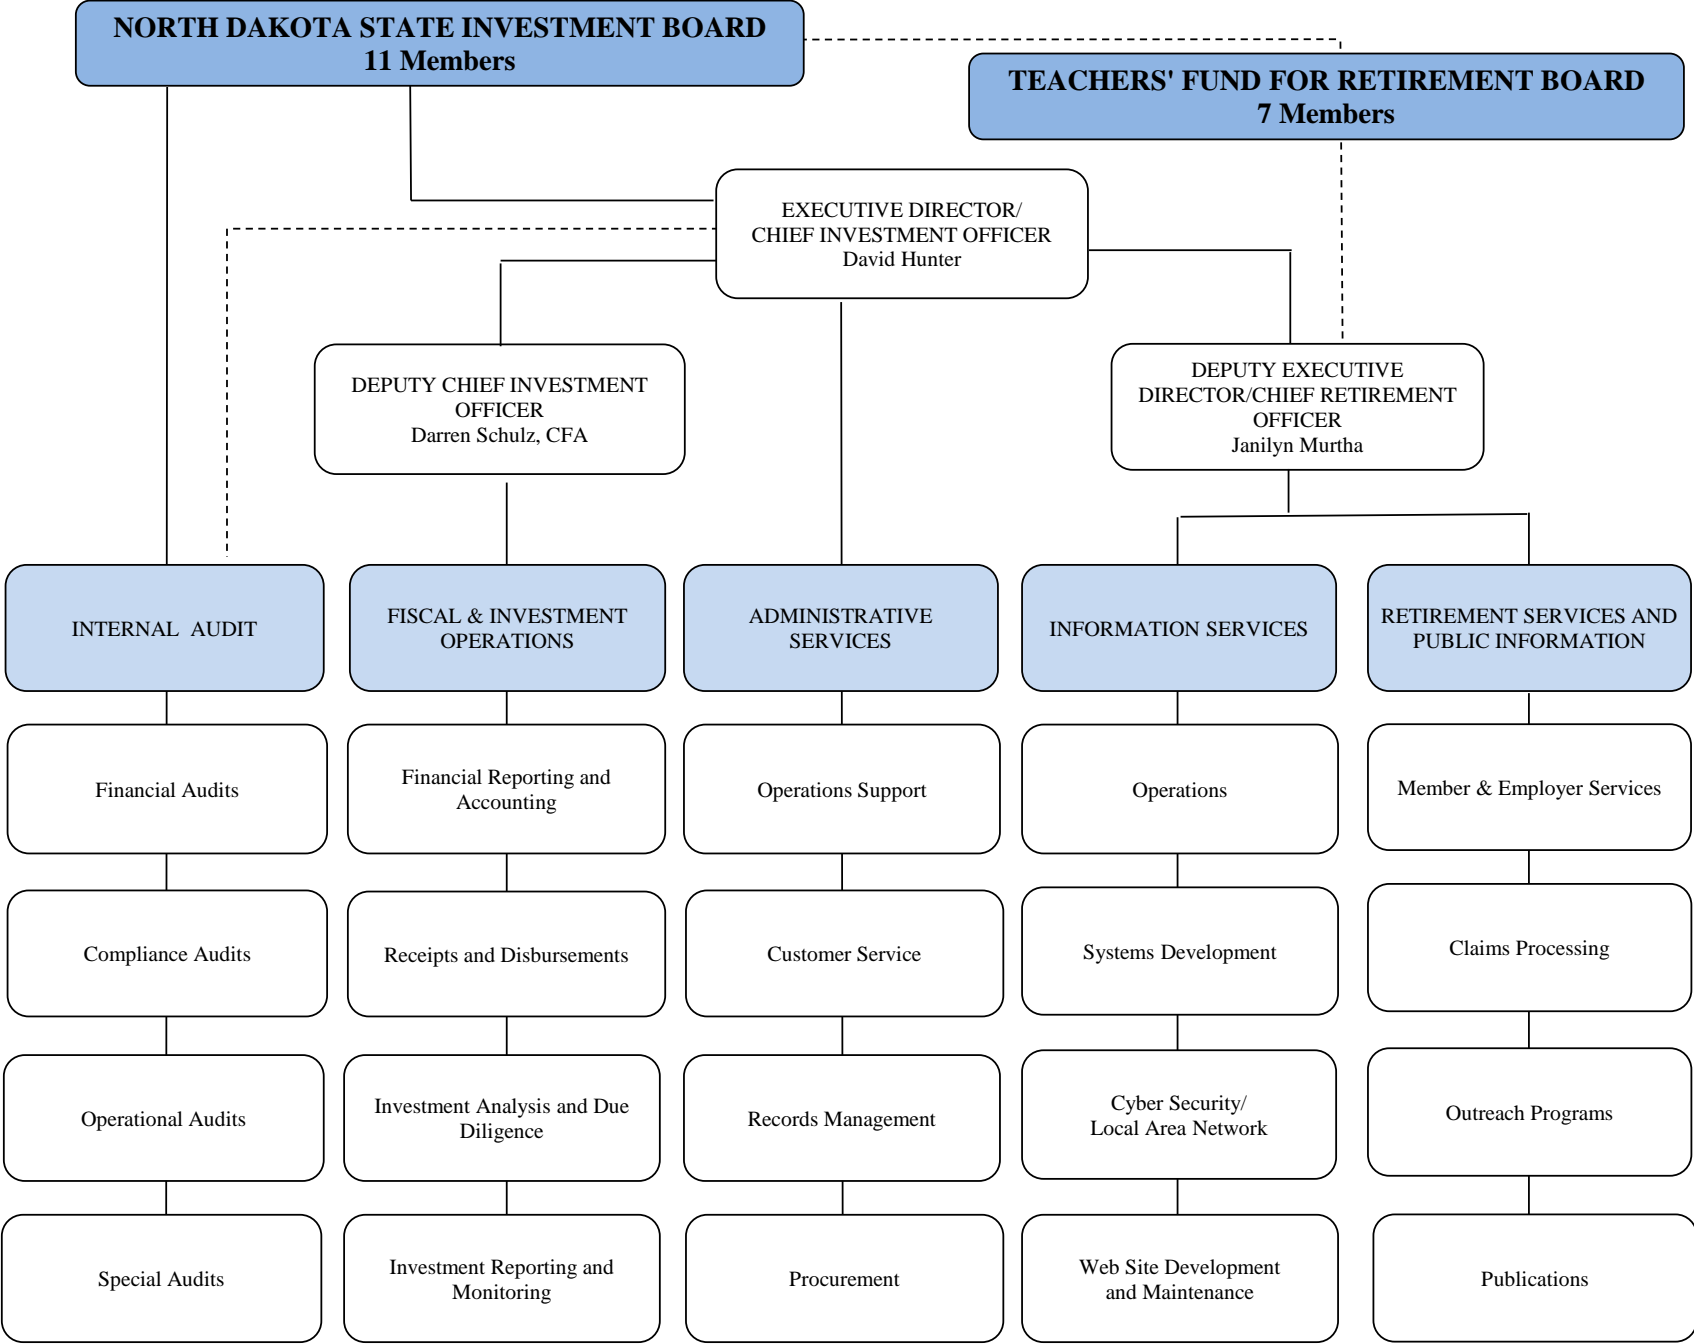 NORTH DAKOTA STATE INVESTMENT BOARD
11 Members
TEACHERS' FUND FOR RETIREMENT BOARD
7 Members
EXECUTIVE DIRECTOR/
CHIEF INVESTMENT OFFICER
David Hunter
DEPUTY CHIEF INVESTMENT
OFFICER
Darren Schulz, CFA
DEPUTY EXECUTIVE
DIRECTOR/CHIEF RETIREMENT
OFFICER
Janilyn Murtha
INTERNAL AUDIT
FISCAL & INVESTMENT
OPERATIONS
ADMINISTRATIVE
SERVICES
INFORMATION SERVICES
RETIREMENT SERVICES AND
PUBLIC INFORMATION
Financial Audits
Financial Reporting and
Accounting
Operations Support
Operations
Member & Employer Services
Compliance Audits
Receipts and Disbursements
Customer Service
Systems Development
Claims Processing
Operational Audits
Investment Analysis and Due
Diligence
Records Management
Cyber Security/
Local Area Network
Outreach Programs
Special Audits
Investment Reporting and
Monitoring
Procurement
Web Site Development
and Maintenance
Publications